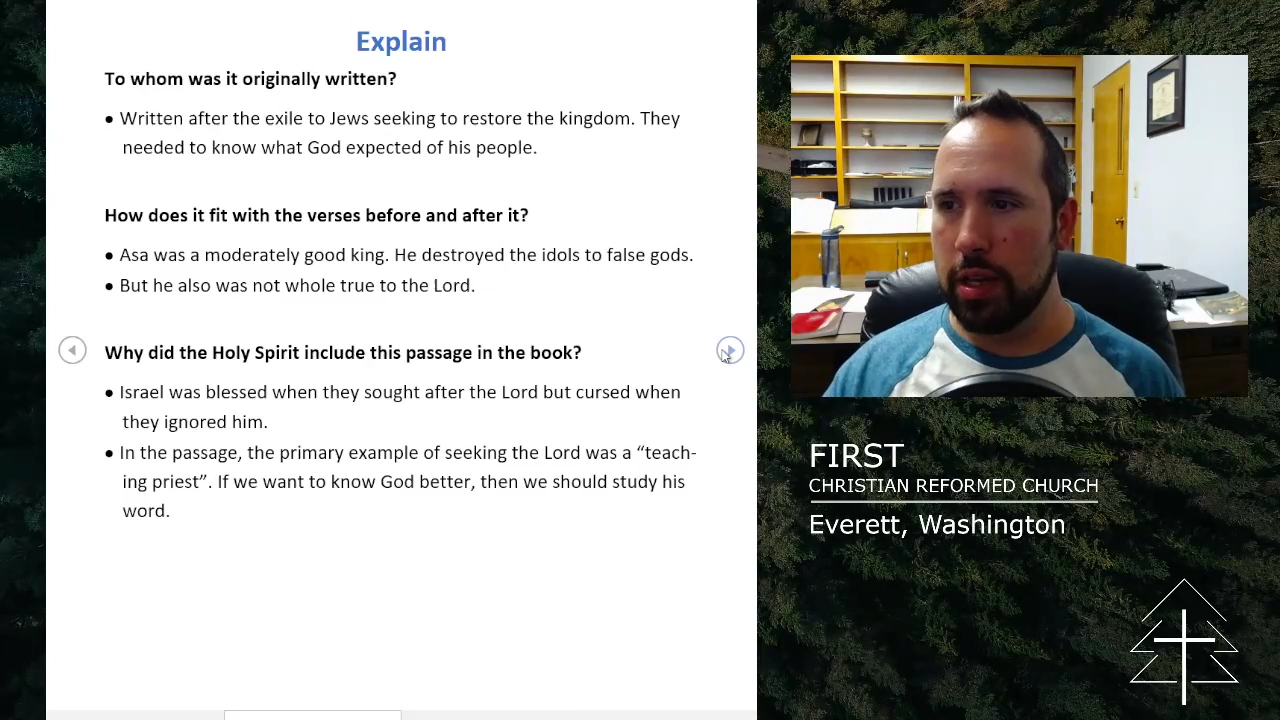 Explain
To whom was it originally written?
• Written after the exile to Jews seeking to restore the kingdom. They
needed to know what God expected of his people.
How does it fit with the verses before and after it?
• Asa was a moderately good king. He destroyed the idols to false gods.
• But he also was not whole true to the Lord.
Why did the Holy Spirit include this passage in the book?
• Israel was blessed when they sought after the Lord but cursed when
they ignored him.
• In the passage, the primary example of seeking the Lord was a “teach-
ing priest”. If we want to know God better, then we should study his
word.
FIRST
CHRISTIAN REFORMED CHURCH
Everett, Washington